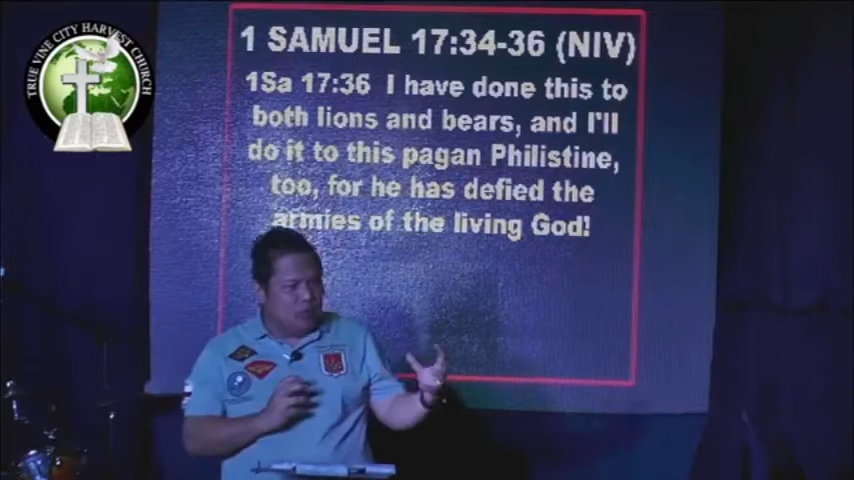 TRUE VINE CITY HARVEST CHURCH
1 SAMUEL 17:34-36 (NIV)
1Sa 17:36 I have done this to
both lions and bears, and I'll
do it to this pagan Philistine,
too, for he has defied the
armies of the living God!